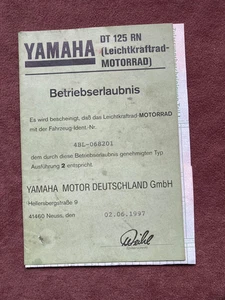 YAMAHA
DT 125 RN
(Leichtkraftrad-
MOTORRAD)
Betriebserlaubnis
Es wird bescheinigt, daß das Leichtkraftrad-MOTORRAD
mit der Fahrzeug-Ident.-Nr.
4BL-068201
dem durch diese Betriebserlaubnis genehmigten Typ
Ausführung 2 entspricht.
YAMAHA MOTOR DEUTSCHLAND GmbH
Hellersbergstraße 9
41460 Neuss, den 02.06.1997